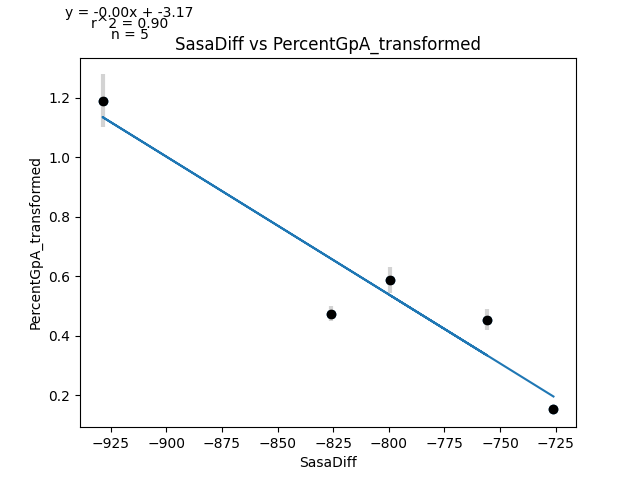 y = -0.00x + -3.17
r^2 = 0.90
n = 5
SasaDiff vs PercentGpA_transformed
PercentGpA_transformed
1.2
1.0
0.8
0.6
0.4
0.2
−925 −900 −875 −850 −825 −800 −775 −750 −725
SasaDiff